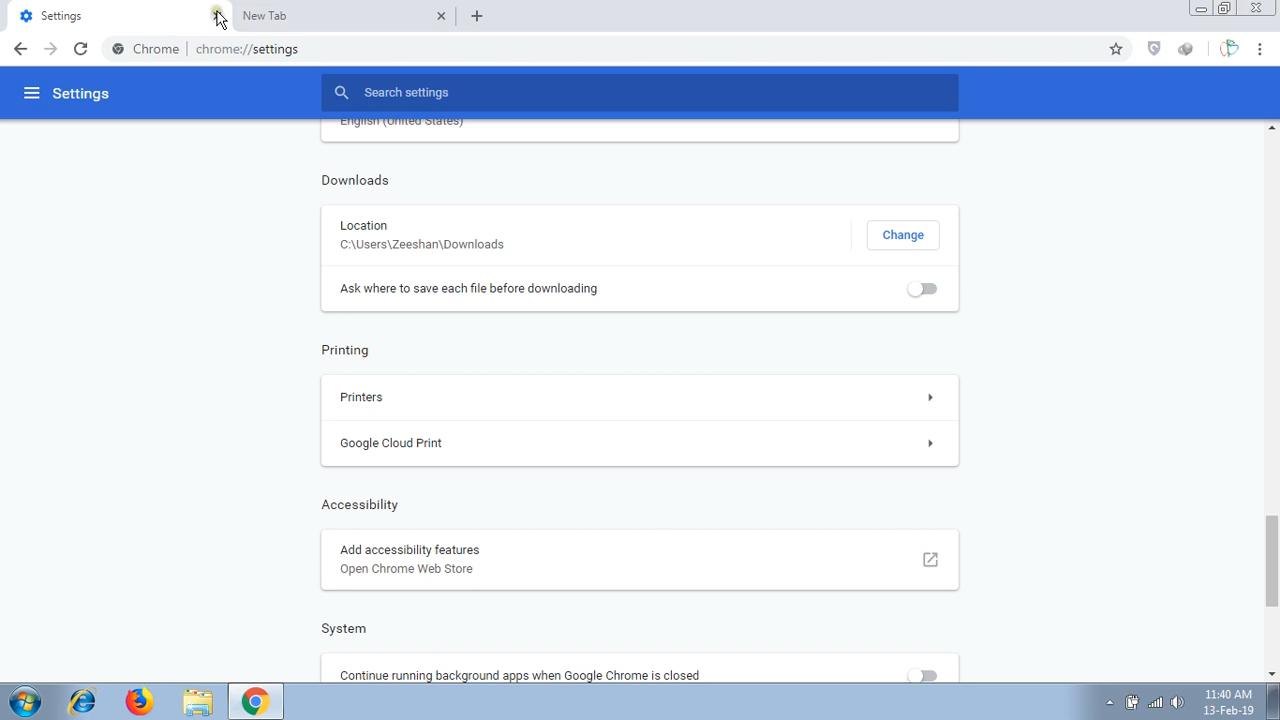 Settings
New Tab
Chrome
chrome://settings
Settings
Search settings
English (United States)
Downloads
Location
C:\Users\Zeeshan\Downloads
Change
Ask where to save each file before downloading
Printing
Printers
Google Cloud Print
Accessibility
Add accessibility features
Open Chrome Web Store
System
Continue running background apps when Google Chrome is closed
11:40 AM
13-Feb-19